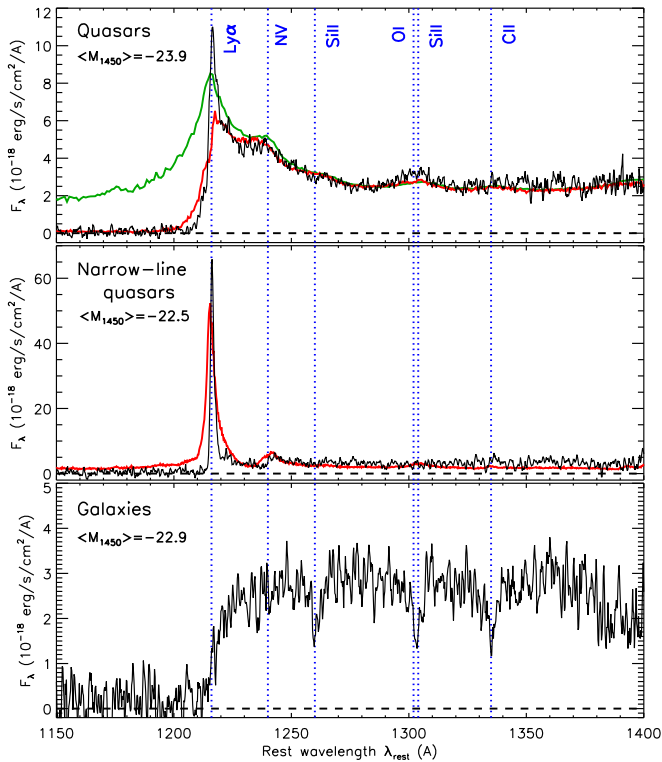 Quasars
<M1450>=−23.9
Lyα
NV
SiII
OI
SiII
CII
12
10
8
6
4
2
0
Fλ (10−18 erg/s/cm2/A)
Narrow−line
quasars
<M1450>=−22.5
60
40
20
0
Fλ (10−18 erg/s/cm2/A)
Galaxies
<M1450>=−22.9
5
4
3
2
1
0
Fλ (10−18 erg/s/cm2/A)
1150 1200 1250 1300 1350 1400
Rest wavelength λrest (A)